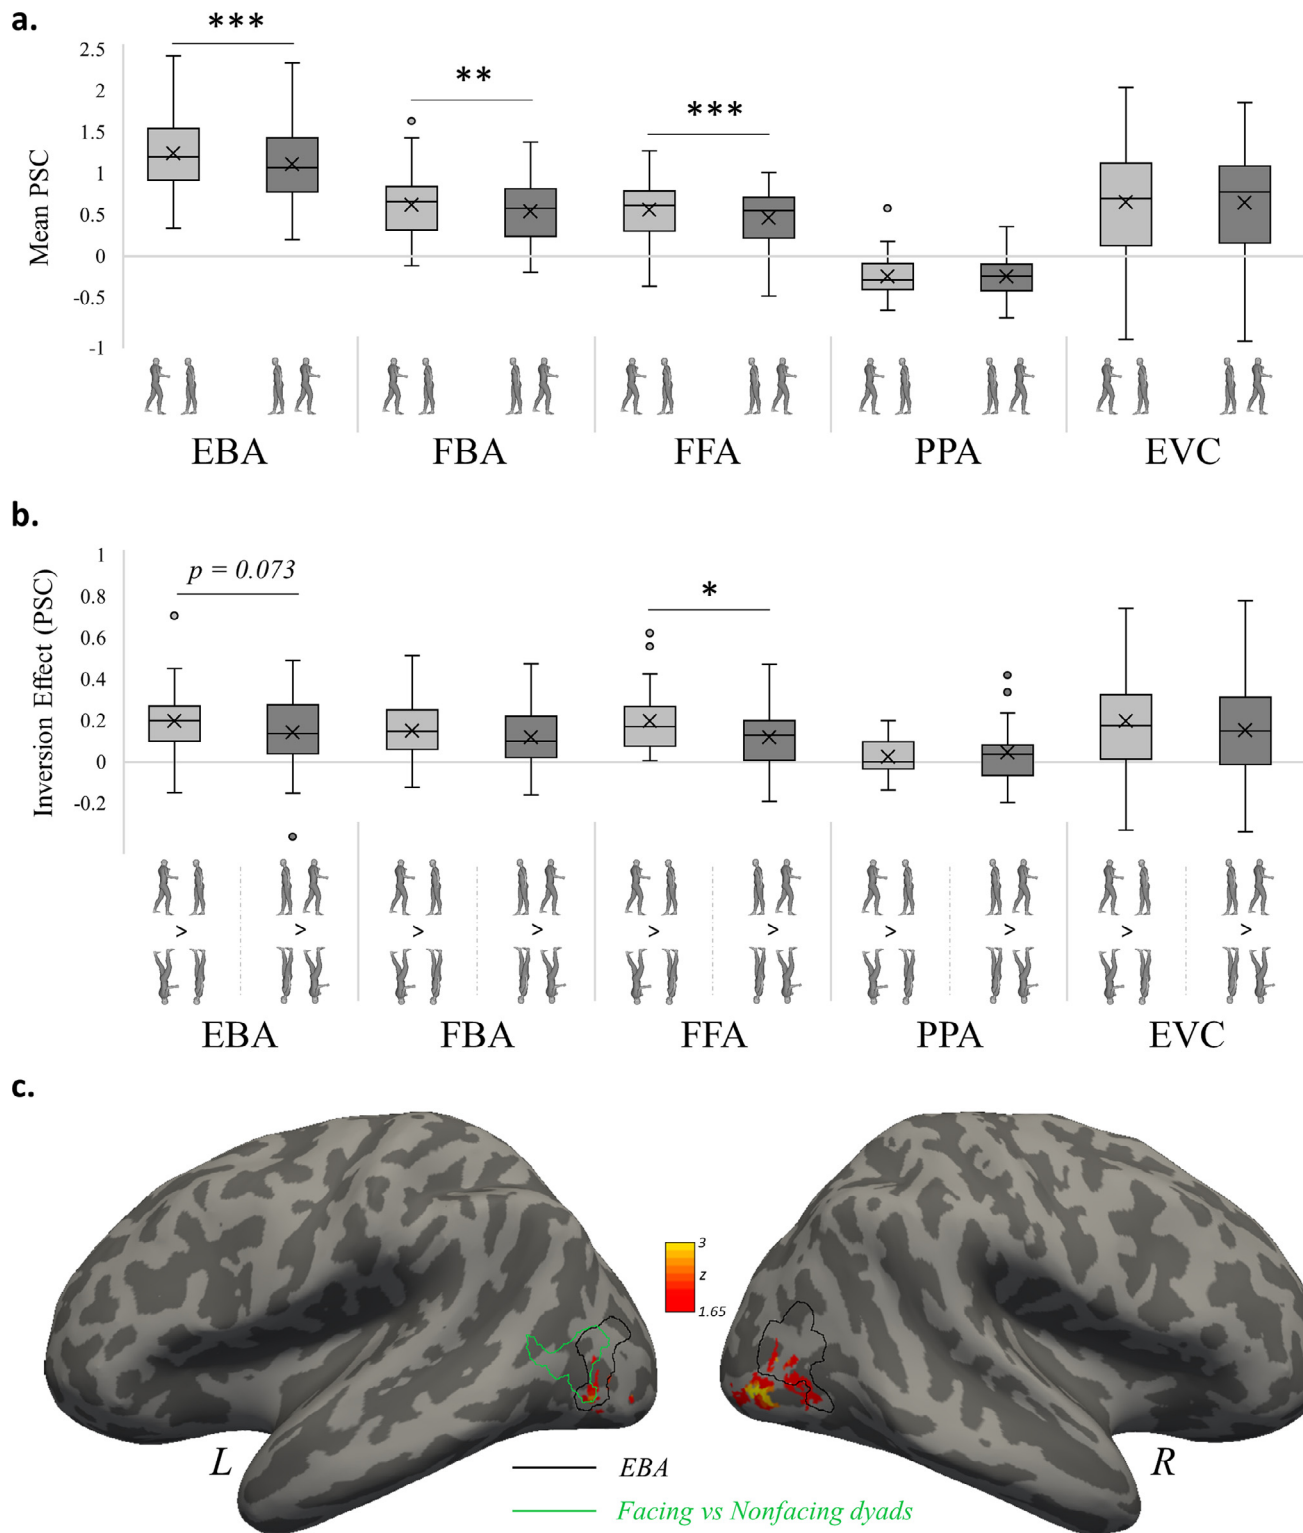 a.
***
**
***
Mean PSC
2.5
2
1.5
1
0.5
0
-0.5
-1
EBA FBA FFA PPA EVC
b.
Inversion Effect (PSC)
1
0.8
0.6
0.4
0.2
0
-0.2
p = 0.073
*
> > > > > > > > > >
EBA FBA FFA PPA EVC
c.
3
z
1.65
L
R
EBA
Facing vs Nonfacing dyads